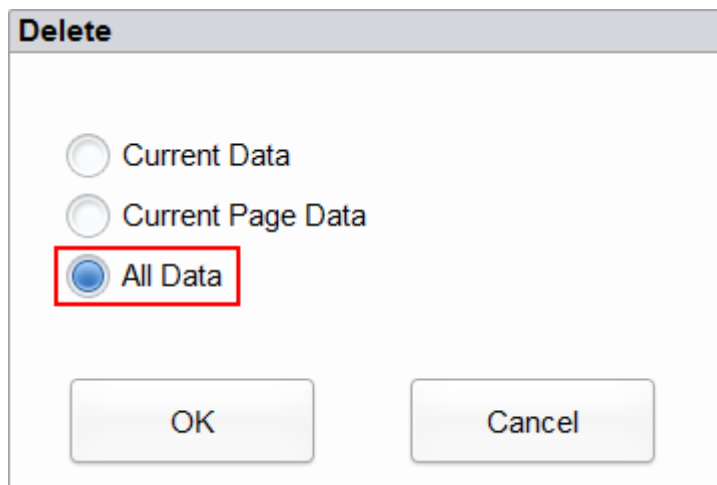 Delete
Current Data
Current Page Data
All Data
OK
Cancel